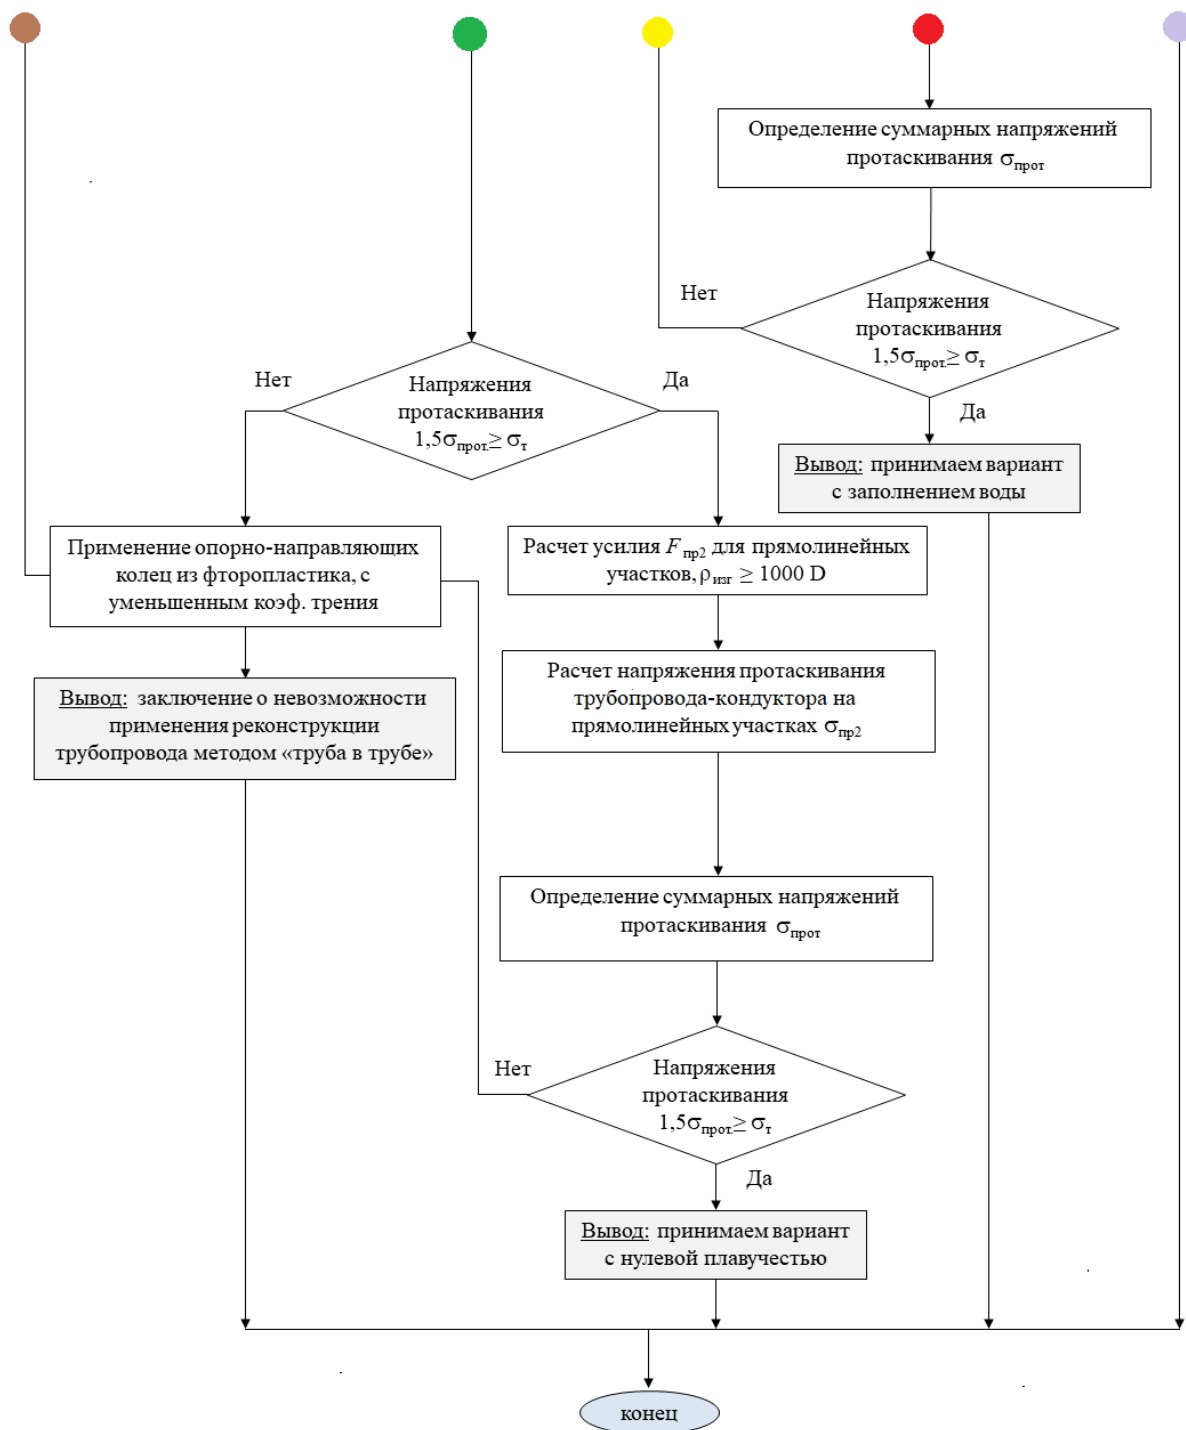 Определение суммарных напряжений
протаскивания σпрот
Нет
Напряжения
протаскивания
1,5σпрот.≥ σт
Да
Вывод: принимаем вариант
с заполнением воды
Нет
Напряжения
протаскивания
1,5σпрот.≥ σт
Да
Применение опорно-направляющих
колец из фторопласта, с
уменьшенным коэф. трения
Вывод: заключение о невозможности
применения реконструкции
трубопровода методом «труба в трубе»
Расчет усилия Fпр2 для прямолинейных
участков, ρизг ≥ 1000 D
Расчет напряжения протаскивания
трубопровода-кондуктора на
прямолинейных участках σпр2
Определение суммарных напряжений
протаскивания σпрот
Нет
Напряжения
протаскивания
1,5σпрот.≥ σт
Да
Вывод: принимаем вариант
с нулевой плавучестью
конец